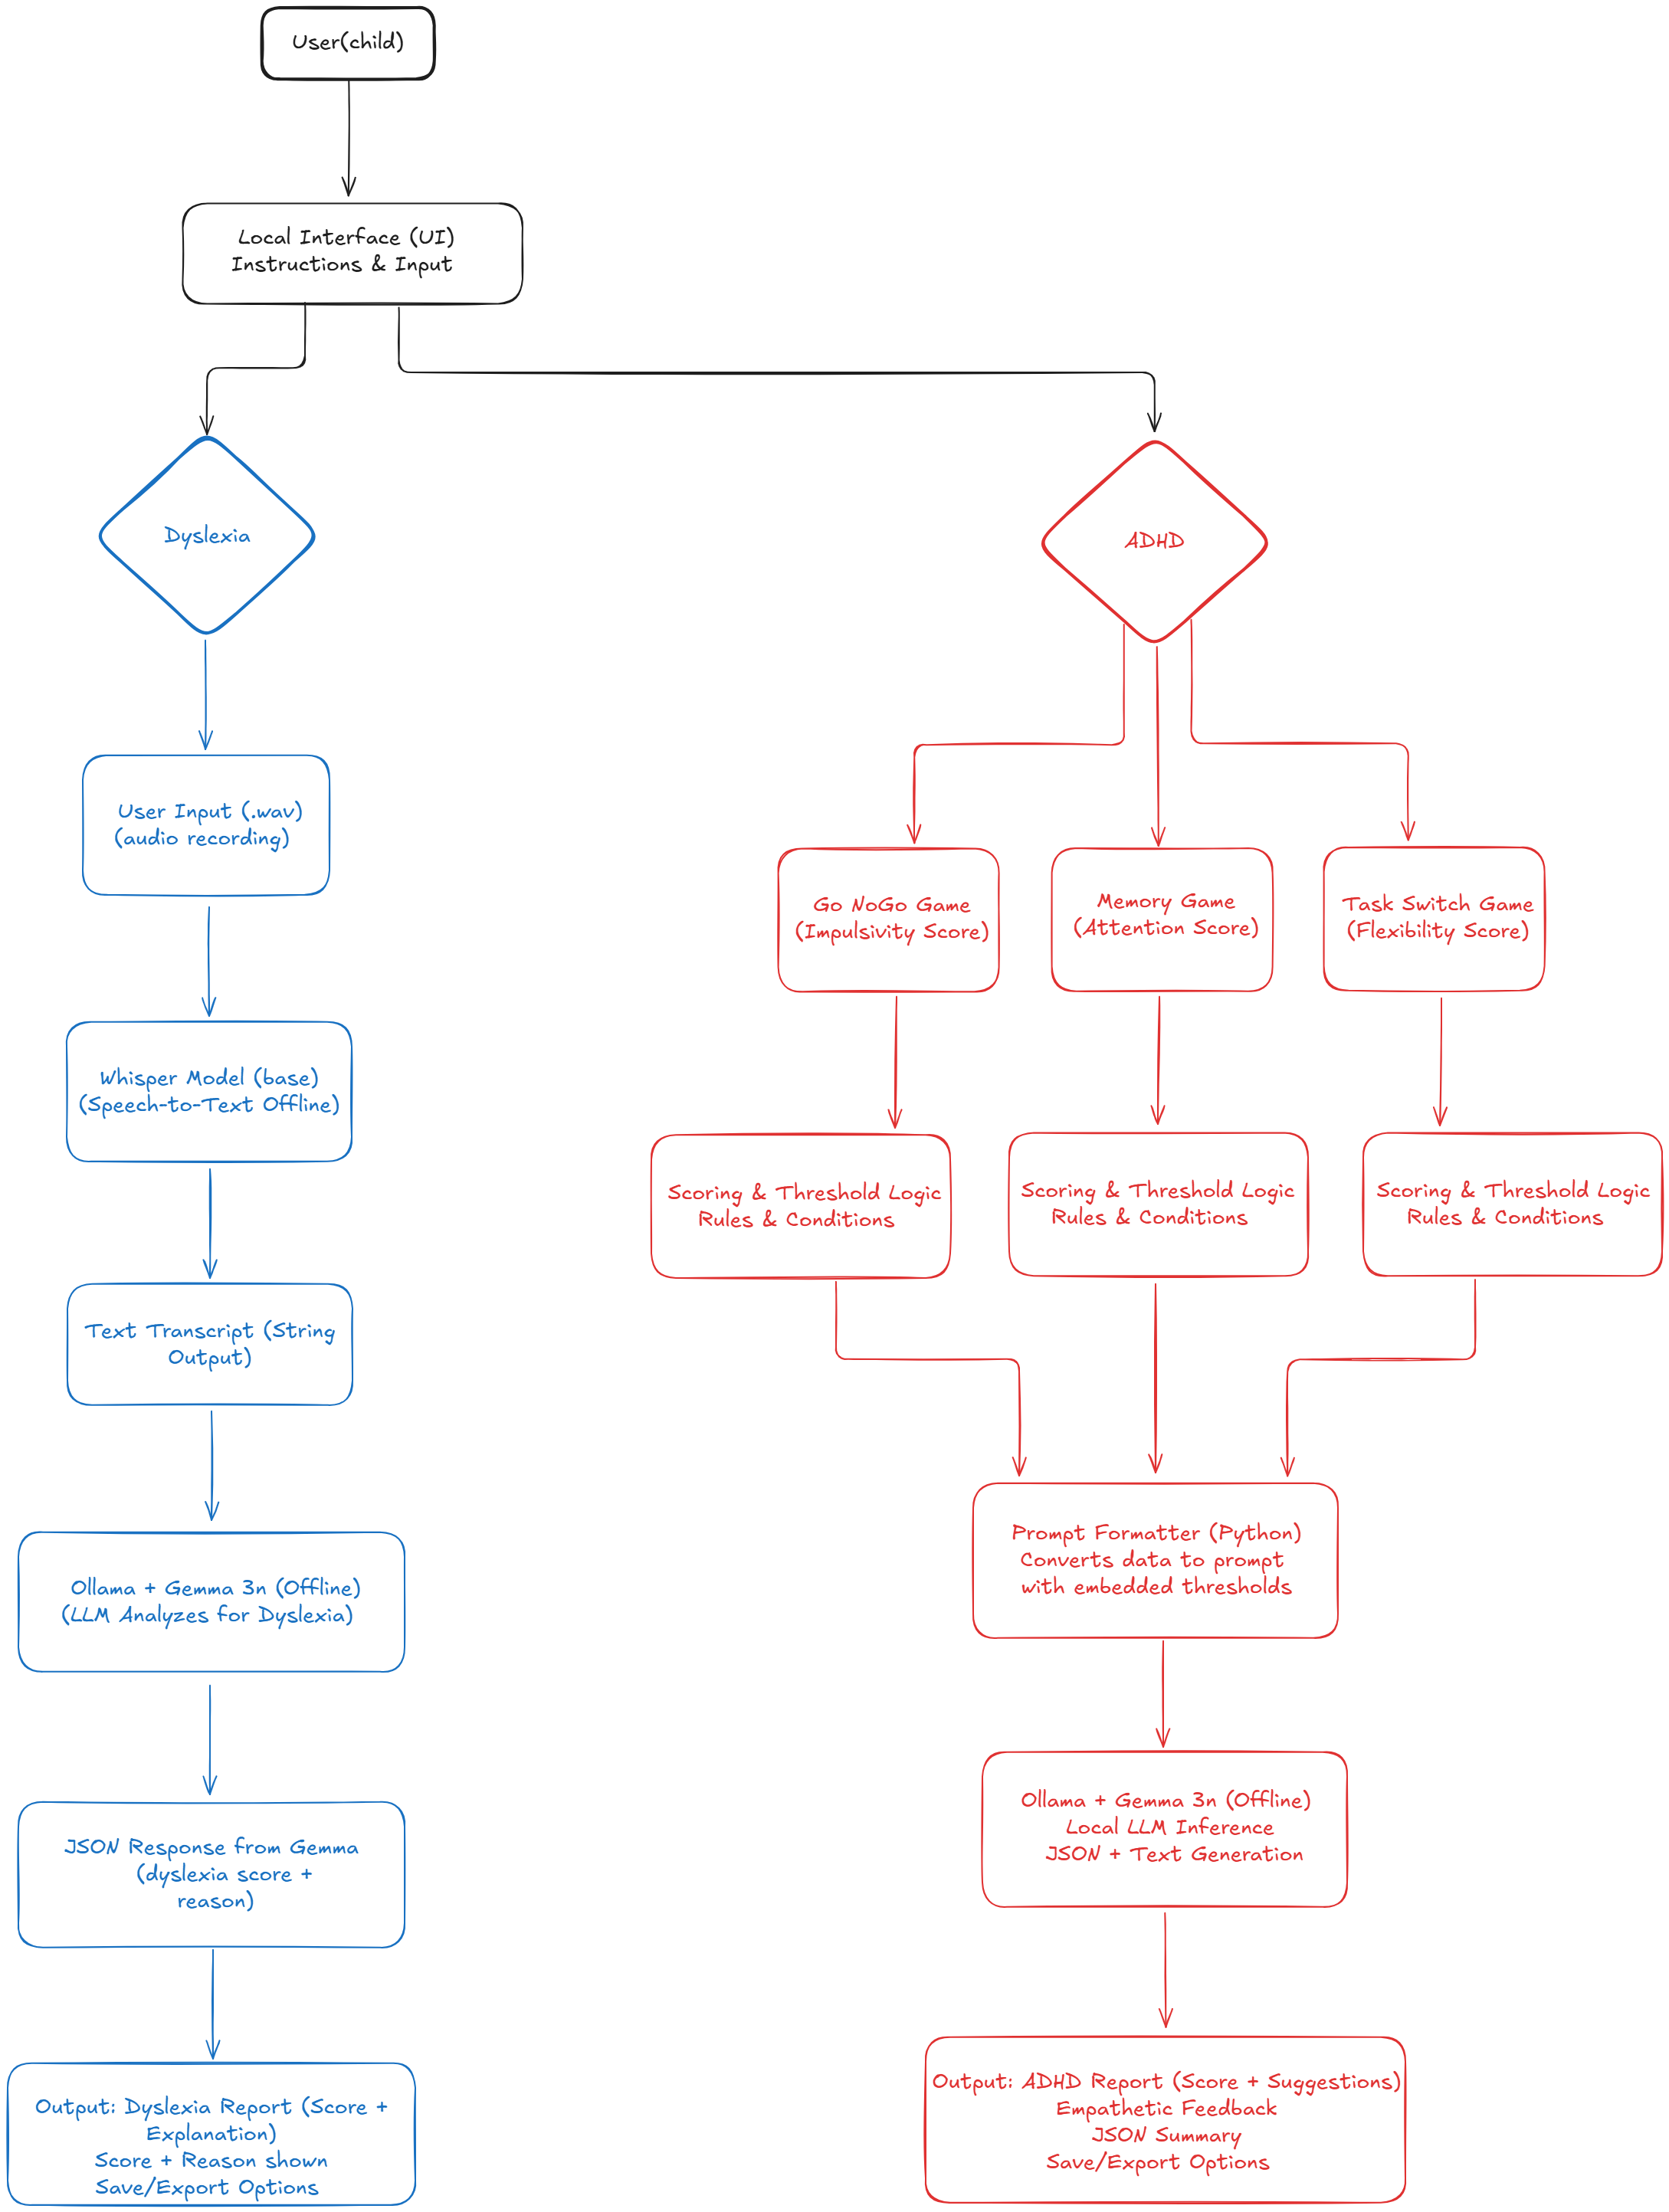 User(child)
Local Interface (UI)
Instructions & Input
Dyslexia
ADHD
User Input (.wav)
(audio recording)
Go NoGo Game
(Impulsivity Score)
Memory Game
(Attention Score)
Task Switch Game
(Flexibility Score)
Whisper Model (base)
(Speech-to-Text Offline)
Scoring & Threshold Logic
Rules & Conditions
Scoring & Threshold Logic
Rules & Conditions
Scoring & Threshold Logic
Rules & Conditions
Text Transcript (String
Output)
Prompt Formatter (Python)
Converts data to prompt
with embedded thresholds
Ollama + Gemma 3n (Offline)
(LLM Analyzes for Dyslexia)
Ollama + Gemma 3n (Offline)
Local LLM Inference
JSON + Text Generation
JSON Response from Gemma
(dyslexia score +
reason)
Output: ADHD Report (Score + Suggestions)
Empathetic Feedback
JSON Summary
Save/Export Options
Output: Dyslexia Report (Score +
Explanation)
Score + Reason shown
Save/Export Options